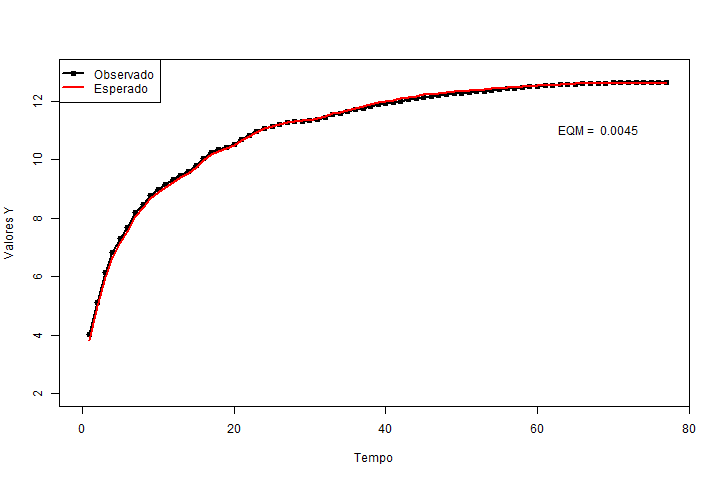 Observado
Esperado
EQM = 0.0045
Valores Y
12
10
8
6
4
2
0 20 40 60 80
Tempo